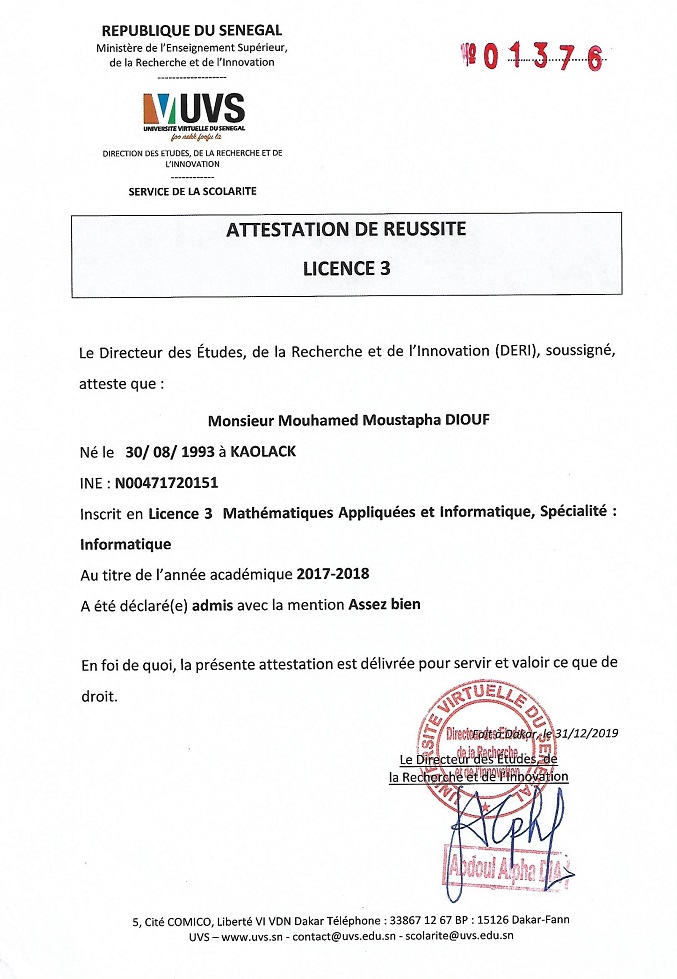 REPUBLIQUE DU SENEGAL
Ministère de l'Enseignement Supérieur,
de la Recherche et de l'Innovation
-------------------
N° 01376
UVS
UNIVERSITE VIRTUELLE DU SENEGAL
foo nekk foofu la
DIRECTION DES ETUDES, DE LA RECHERCHE ET DE
L'INNOVATION
------------
SERVICE DE LA SCOLARITE
ATTESTATION DE REUSSITE
LICENCE 3
Le Directeur des Études, de la Recherche et de l'Innovation (DERI), soussigné,
atteste que :
Monsieur Mouhamed Moustapha DIOUF
Né le 30/ 08/ 1993 à KAOLACK
INE : N00471720151
Inscrit en Licence 3 Mathématiques Appliquées et Informatique, Spécialité :
Informatique
Au titre de l'année académique 2017-2018
A été déclaré(e) admis avec la mention Assez bien
En foi de quoi, la présente attestation est délivrée pour servir et valoir ce que de
droit.
Fait à Dakar, le 31/12/2019
Le Directeur des Etudes, de
la Recherche et de l'Innovation
UNIVERSITE VIRTUELLE DU SENEGAL
Directeur des Etudes,
de la Recherche
et de l'Innovation
Abdoul Alpha DIA
5, Cité COMICO, Liberté VI VDN Dakar Téléphone : 33867 12 67 BP : 15126 Dakar-Fann
UVS – www.uvs.sn - contact@uvs.edu.sn - scolarite@uvs.edu.sn